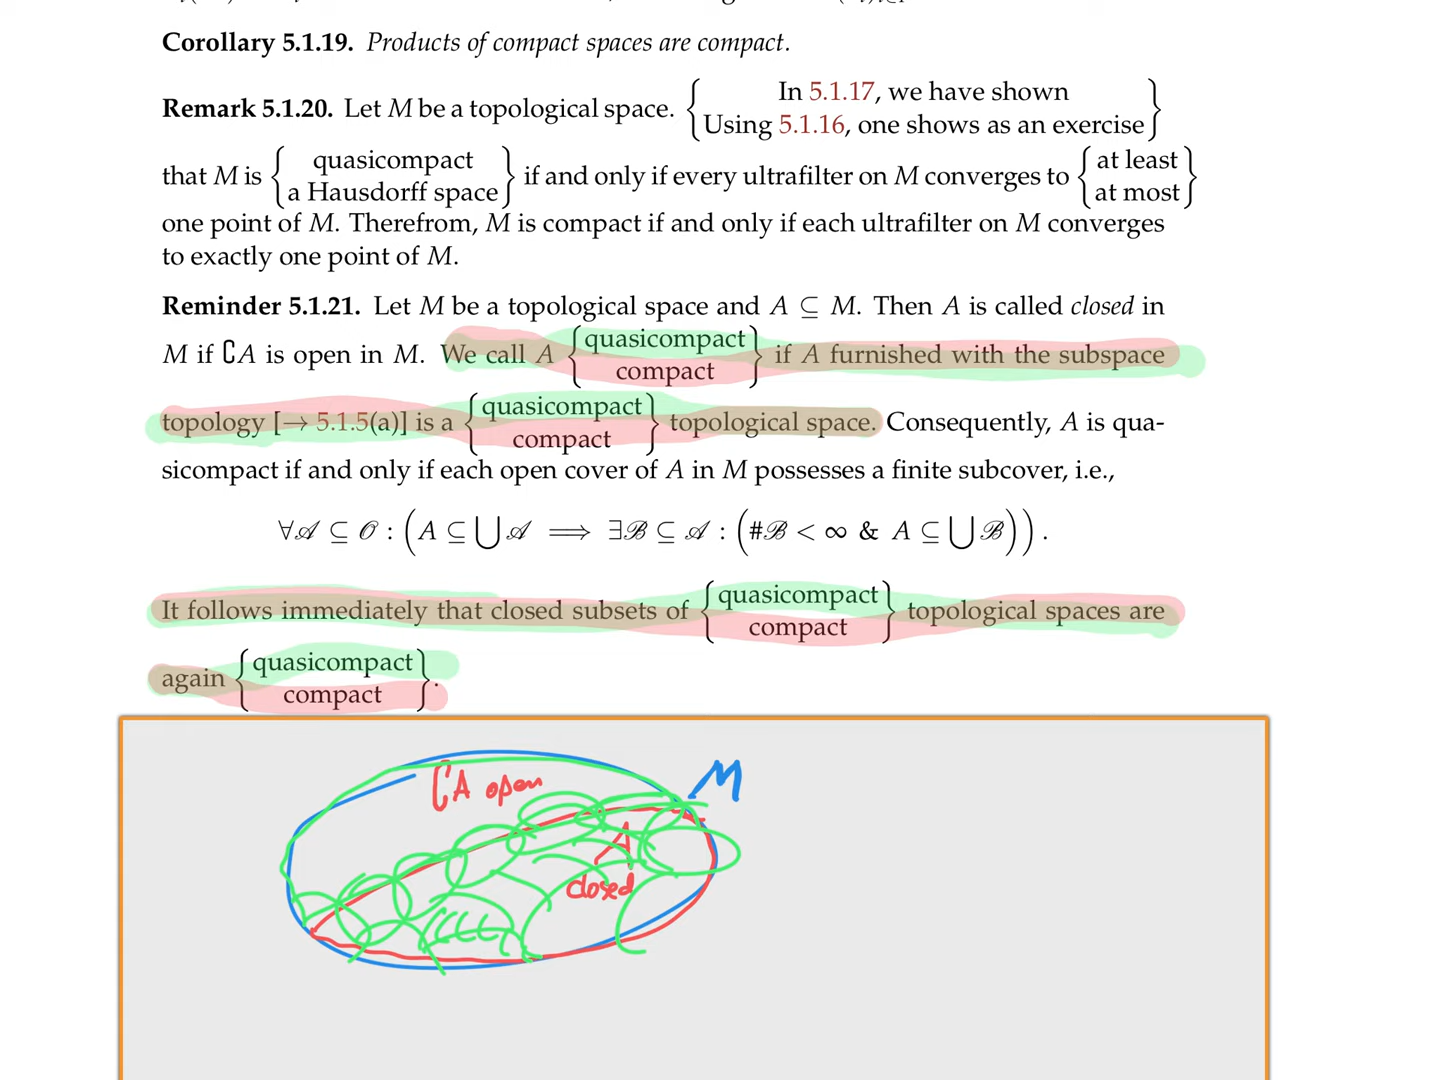 Corollary 5.1.19. Products of compact spaces are compact.
Remark 5.1.20. Let M be a topological space. { In 5.1.17, we have shown / Using 5.1.16, one shows as an exercise }
that M is { quasicompact / a Hausdorff space } if and only if every ultrafilter on M converges to { at least / at most }
one point of M. Therefrom, M is compact if and only if each ultrafilter on M converges
to exactly one point of M.
Reminder 5.1.21. Let M be a topological space and A ⊆ M. Then A is called closed in
M if ∁A is open in M. We call A { quasicompact / compact } if A furnished with the subspace
topology [→ 5.1.5(a)] is a { quasicompact / compact } topological space. Consequently, A is qua-
sicompact if and only if each open cover of A in M possesses a finite subcover, i.e.,
∀𝒜 ⊆ 𝒪 : (A ⊆ ⋃𝒜 ⟹ ∃ℬ ⊆ 𝒜 : (#ℬ < ∞ & A ⊆ ⋃ℬ)).
It follows immediately that closed subsets of { quasicompact / compact } topological spaces are
again { quasicompact / compact }.
∁A open
M
A
closed